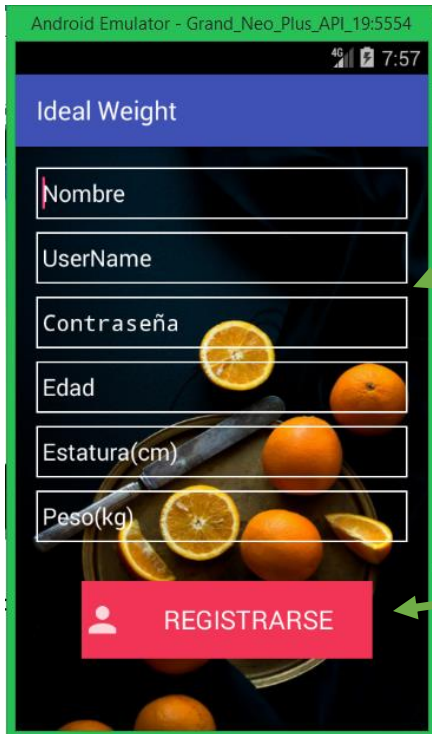 Android Emulator - Grand_Neo_Plus_API_19:5554
4G 7:57
Ideal Weight
Nombre
UserName
Contraseña
Edad
Estatura(cm)
Peso(kg)
REGISTRARSE